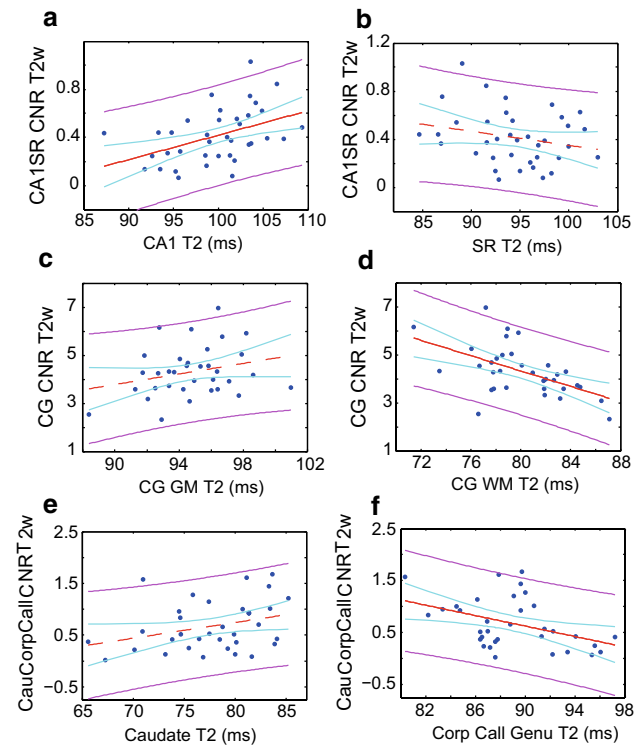 a
CA1SR CNR T2w
0.8
0.4
0
85 90 95 100 105 110
CA1 T2 (ms)
b
CA1SR CNR T2w
1.2
0.8
0.4
0
80 85 90 95 100 105
SR T2 (ms)
c
CG CNR T2w
7
5
3
1
90 94 98 102
CG GM T2 (ms)
d
CG CNR T2w
7
5
3
1
72 76 80 84 88
CG WM T2 (ms)
e
CauCorpCall CNRT2w
2.5
1.5
0.5
−0.5
65 70 75 80 85
Caudate T2 (ms)
f
CauCorpCall CNRT2w
2.5
1.5
0.5
−0.5
82 86 90 94 98
Corp Call Genu T2 (ms)